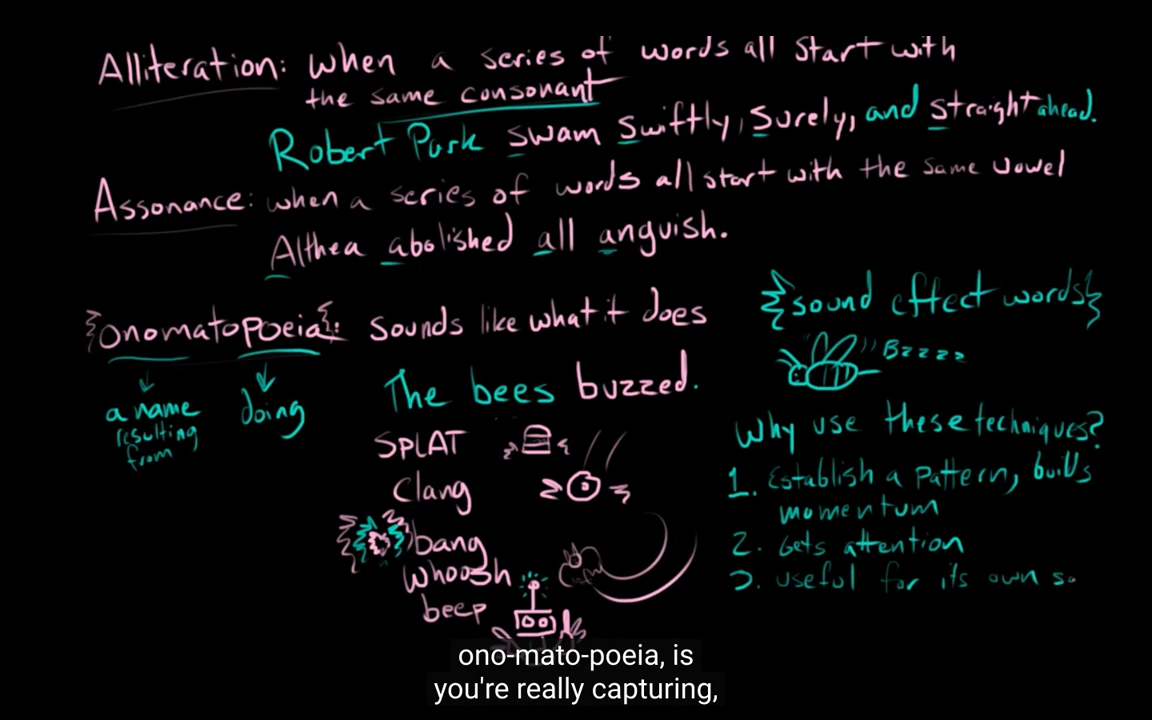 Alliteration: when a series of words all start with
the same consonant
Robert Park swam swiftly, surely, and straight ahead.
Assonance: when a series of words all start with the same vowel
Althea abolished all anguish.
onomatopoeia: sounds like what it does
sound effect words
Bzzzz
a name
resulting
from
doing
The bees buzzed.
SPLAT
Clang
bang
whoosh
beep
Why use these techniques?
1. Establish a pattern, builds
momentum
2. Gets attention
3. useful for its own s
ono-mato-poeia, is
you're really capturing,